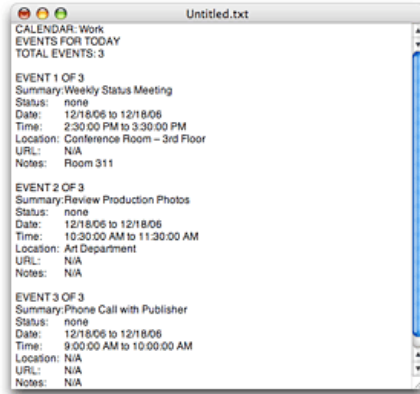 Untitled.txt
CALENDAR: Work
EVENTS FOR TODAY
TOTAL EVENTS: 3
EVENT 1 OF 3
Summary:Weekly Status Meeting
Status: none
Date: 12/18/06 to 12/18/06
Time: 2:30:00 PM to 3:30:00 PM
Location: Conference Room – 3rd Floor
URL: N/A
Notes: Room 311
EVENT 2 OF 3
Summary:Review Production Photos
Status: none
Date: 12/18/06 to 12/18/06
Time: 10:30:00 AM to 11:30:00 AM
Location: Art Department
URL: N/A
Notes: N/A
EVENT 3 OF 3
Summary:Phone Call with Publisher
Status: none
Date: 12/18/06 to 12/18/06
Time: 9:00:00 AM to 10:00:00 AM
Location: N/A
URL: N/A
Notes: N/A